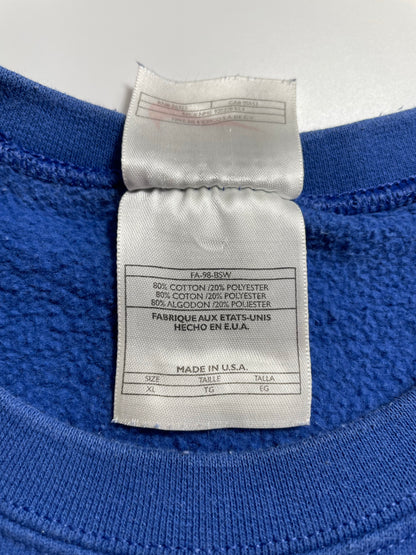 FA-98-BSW
80% COTTON /20% POLYESTER
80% COTON /20% POLYESTER
80% ALGODON /20% POLIESTER
FABRIQUE AUX ETATS-UNIS
HECHO EN E.U.A.
MADE IN U.S.A.
SIZE TAILLE TALLA
XL TG EG